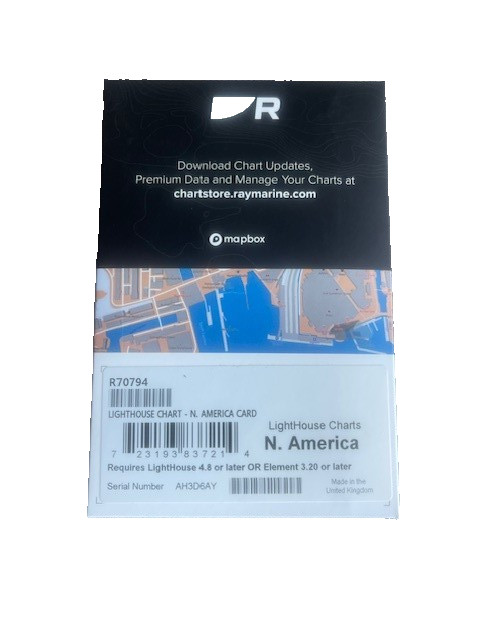 R
Download Chart Updates,
Premium Data and Manage Your Charts at
chartstore.raymarine.com
mapbox
R70794
LIGHTHOUSE CHART - N. AMERICA CARD
LightHouse Charts
N. America
7 23193 83721 4
Requires LightHouse 4.8 or later OR Element 3.20 or later
Serial Number AH3D6AY
Made in the
United Kingdom